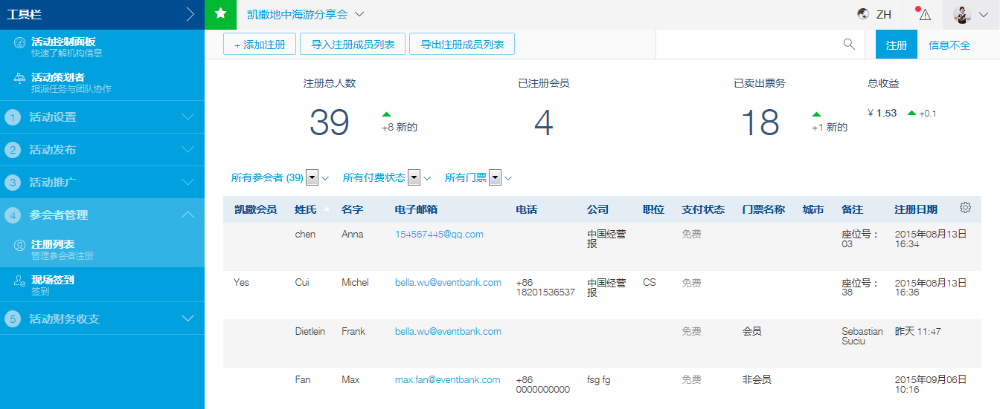 工具栏
凯撒地中海游分享会
ZH
活动控制面板
快速了解机构信息
活动策划者
指派任务与团队协作
1 活动设置
2 活动发布
3 活动推广
4 参会者管理
注册列表
管理参会者注册
现场签到
签到
5 活动财务收支
+ 添加注册 导入注册成员列表 导出注册成员列表 注册 信息不全
注册总人数 已注册会员 已卖出票务 总收益
39 +8 新的 4 18 +1 新的 ¥ 1.53 +0.1
所有参会者 (39) 所有付费状态 所有门票
凯撒会员 姓氏 名字 电子邮箱 电话 公司 职位 支付状态 门票名称 城市 备注 注册日期
chen Anna 154567445@qq.com 中国经营 免费 座位号： 2015年08月13日
报 03 16:34
Yes Cui Michel bella.wu@eventbank.com +86 中国经营 CS 免费 座位号： 2015年08月13日
18201536537 报 38 16:36
Dietlein Frank bella.wu@eventbank.com 免费 会员 Sebastian 昨天 11:47
Suciu
Fan Max max.fan@eventbank.com +86 fsg fg 免费 非会员 2015年09月06日
0000000000 10:16